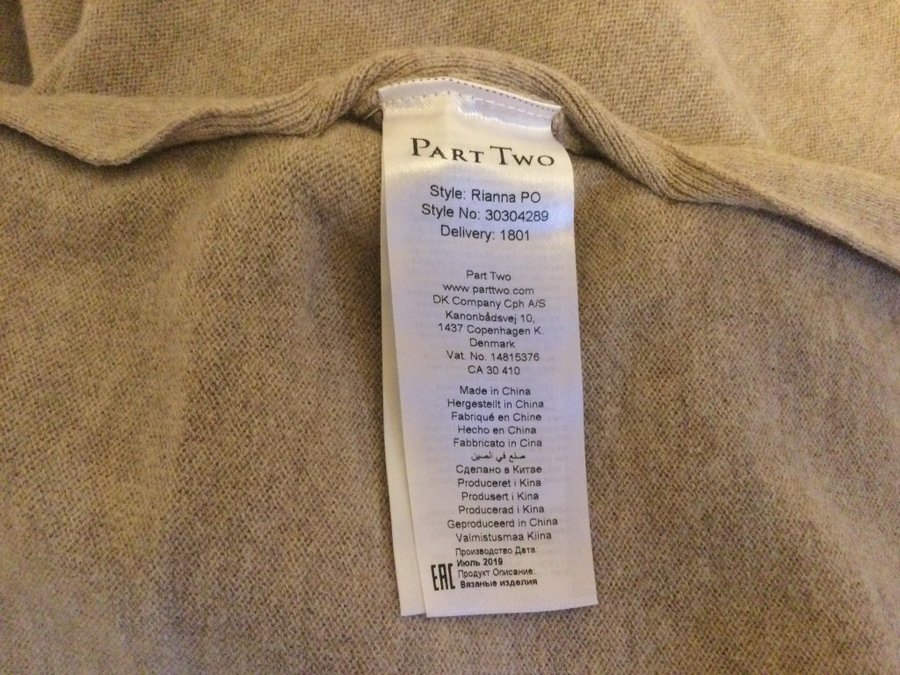 PART TWO
Style: Rianna PO
Style No: 30304289
Delivery: 1801
Part Two
www.parttwo.com
DK Company Cph A/S
Kanonbådsvej 10,
1437 Copenhagen K.
Denmark
Vat. No. 14815376
CA 30 410
Made in China
Hergestellt in China
Fabriqué en Chine
Hecho en China
Fabbricato in Cina
صنع في الصين
Сделано в Китае
Produceret i Kina
Produsert i Kina
Producerad i Kina
Geproduceerd in China
Valmistusmaa Kiina
Производство Дата:
Июль 2019
Продукт Описание:
Вязаные изделия
EAC